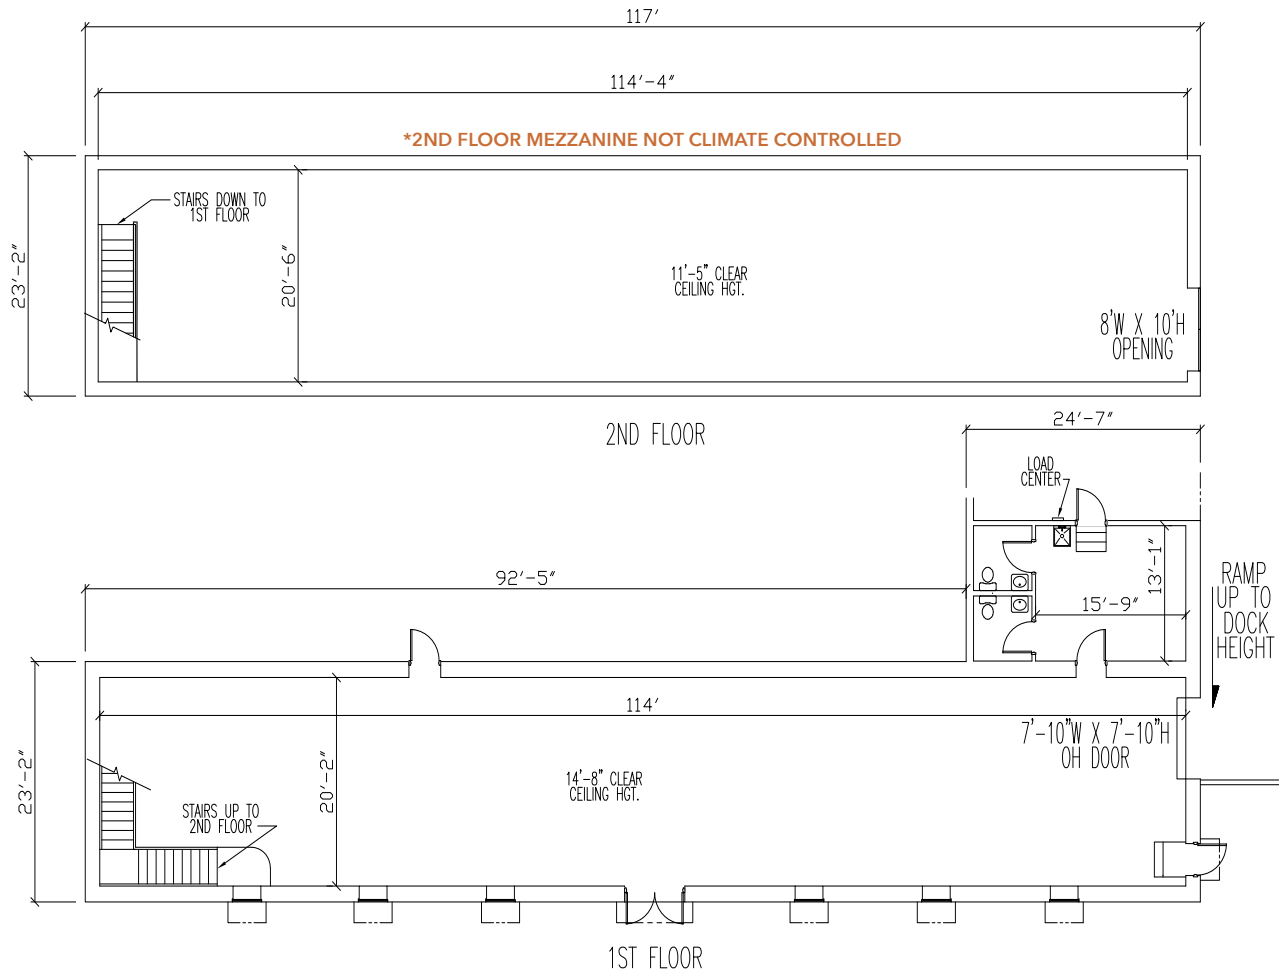 117'
114'-4"
*2ND FLOOR MEZZANINE NOT CLIMATE CONTROLLED
STAIRS DOWN TO
1ST FLOOR
23'-2"
20'-6"
11'-5" CLEAR
CEILING HGT.
8'W X 10'H
OPENING
2ND FLOOR
24'-7"
LOAD
CENTER
92'-5"
13'-1"
15'-9"
RAMP
UP TO
DOCK
HEIGHT
114'
7'-10"W X 7'-10"H
OH DOOR
23'-2"
20'-2"
14'-8" CLEAR
CEILING HGT.
STAIRS UP TO
2ND FLOOR
1ST FLOOR